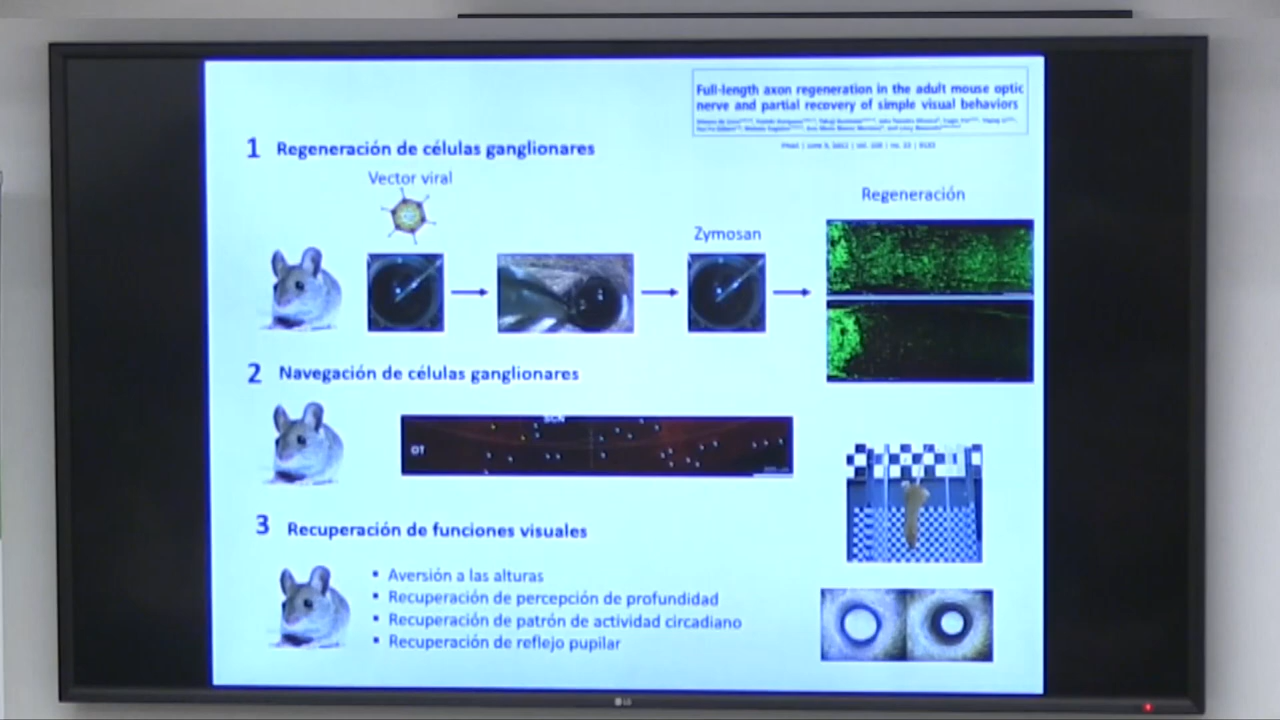 Full-length axon regeneration in the adult mouse optic
nerve and partial recovery of simple visual behaviors
1 Regeneración de células ganglionares
Vector viral
Zymosan
Regeneración
2 Navegación de células ganglionares
SCN
OT
3 Recuperación de funciones visuales
▪ Aversión a las alturas
▪ Recuperación de percepción de profundidad
▪ Recuperación de patrón de actividad circadiano
▪ Recuperación de reflejo pupilar
LG